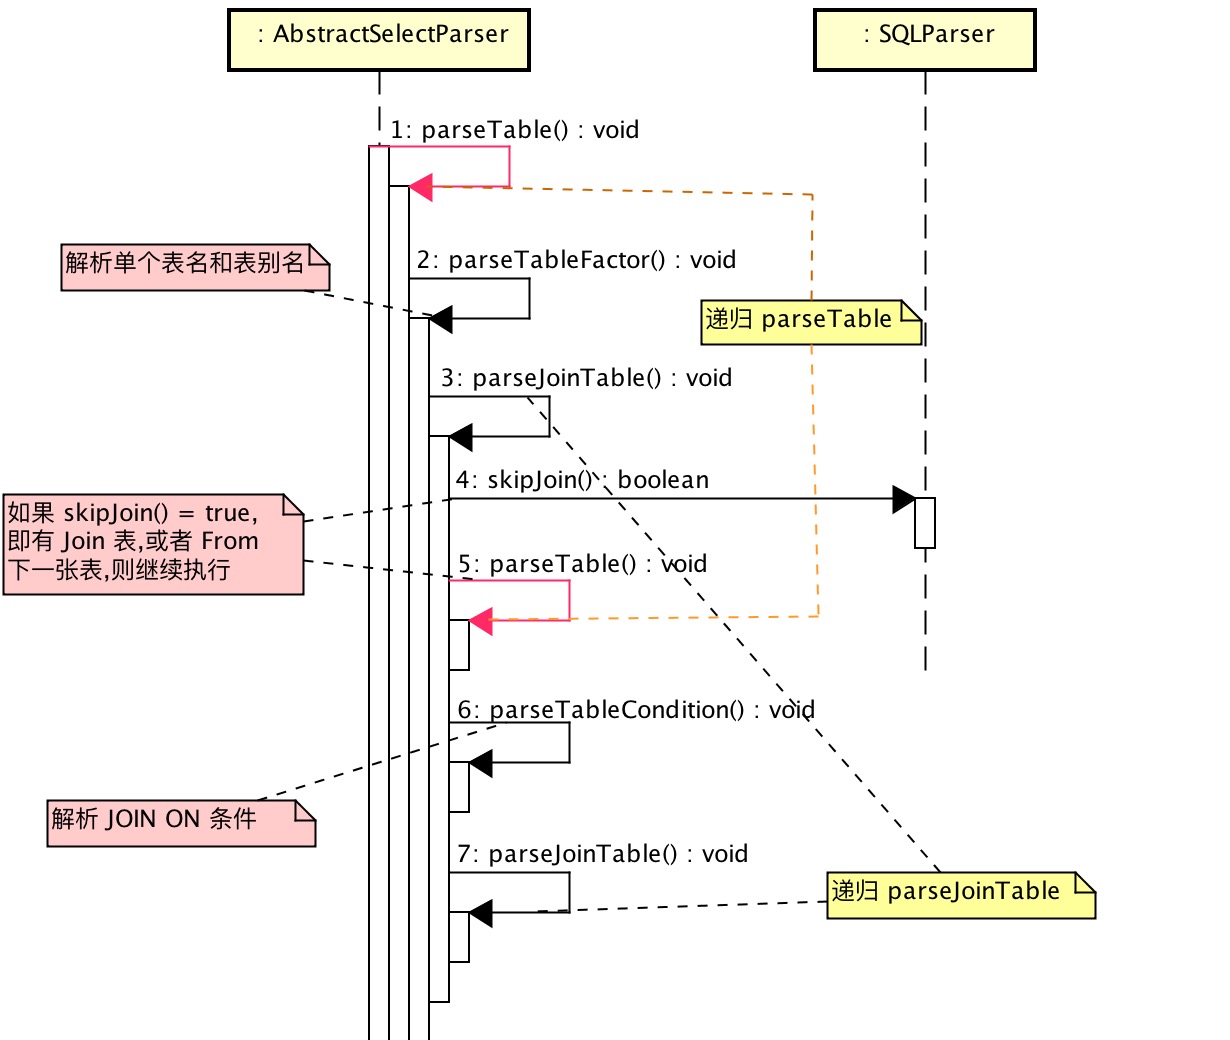 : AbstractSelectParser
: SQLParser
1: parseTable() : void
解析单个表名和表别名
2: parseTableFactor() : void
递归 parseTable
3: parseJoinTable() : void
4: skipJoin() : boolean
如果 skipJoin() = true,
即有 Join 表,或者 From
下一张表,则继续执行
5: parseTable() : void
6: parseTableCondition() : void
解析 JOIN ON 条件
7: parseJoinTable() : void
递归 parseJoinTable